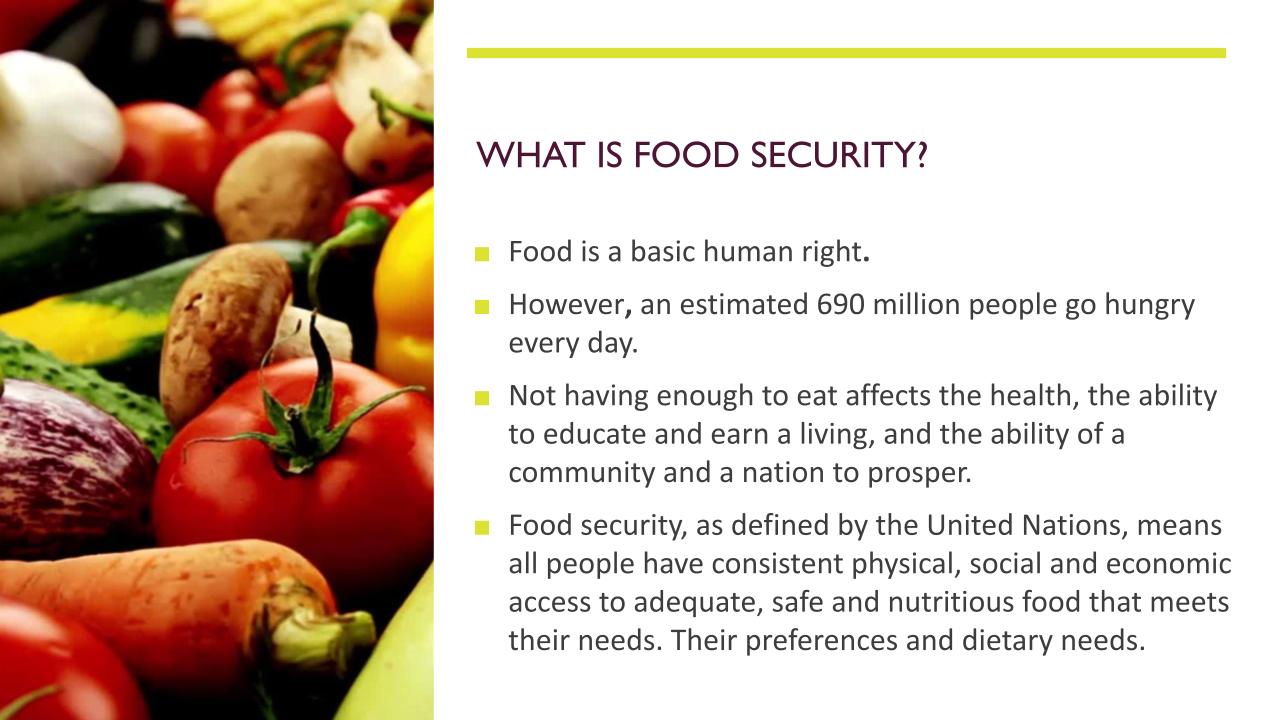 WHAT IS FOOD SECURITY?
Food is a basic human right.
However, an estimated 690 million people go hungry
every day.
Not having enough to eat affects the health, the ability
to educate and earn a living, and the ability of a
community and a nation to prosper.
Food security, as defined by the United Nations, means
all people have consistent physical, social and economic
access to adequate, safe and nutritious food that meets
their needs. Their preferences and dietary needs.